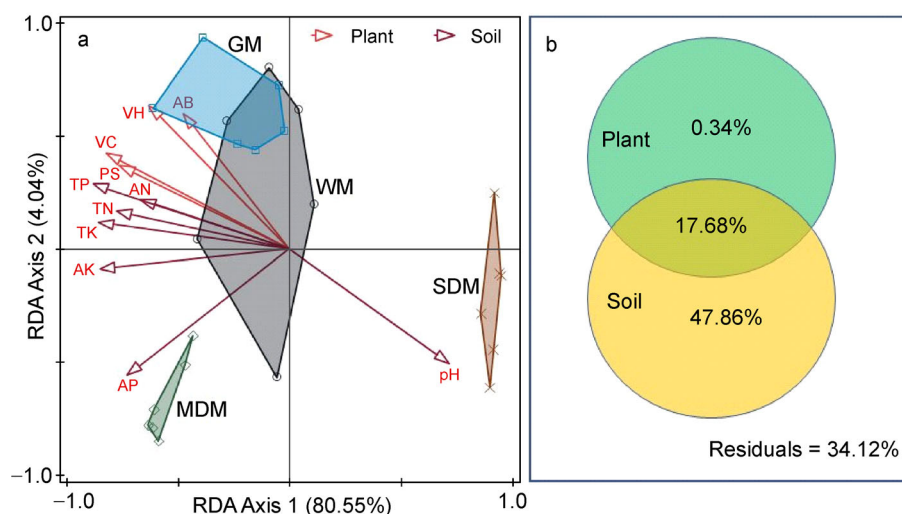 1.0
a
GM
Plant
Soil
VH
AB
VC
PS
TP
AN
TN
TK
AK
WM
SDM
AP
MDM
pH
RDA Axis 2 (4.04%)
−1.0
−1.0
RDA Axis 1 (80.55%)
1.0
b
Plant
0.34%
17.68%
Soil
47.86%
Residuals = 34.12%